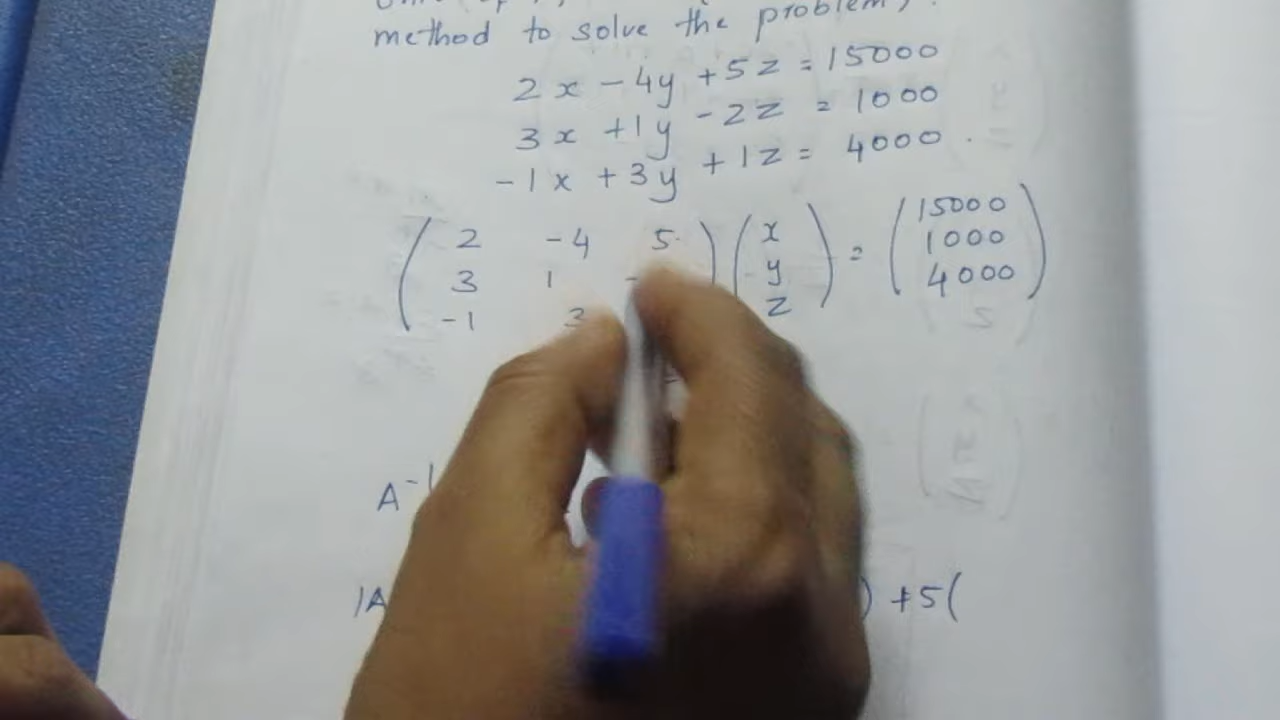 method to solve the problem) .
2x - 4y + 5z = 15000
3x + 1y - 2z = 1000
-1x + 3y + 1z = 4000 .
( 2 -4 5 ) ( x ) = ( 15000 )
3 1 - y 1000
-1 3 z 4000
A⁻¹
|A ) + 5(